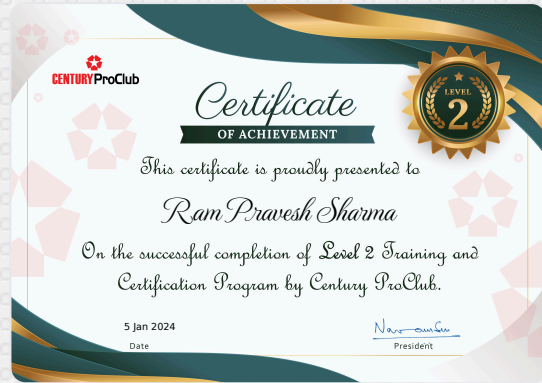 CENTURY ProClub
LEVEL
2
Certificate
OF ACHIEVEMENT
This certificate is proudly presented to
Ram Pravesh Sharma
On the successful completion of Level 2 Training and
Certification Program by Century ProClub.
5 Jan 2024
Date
President